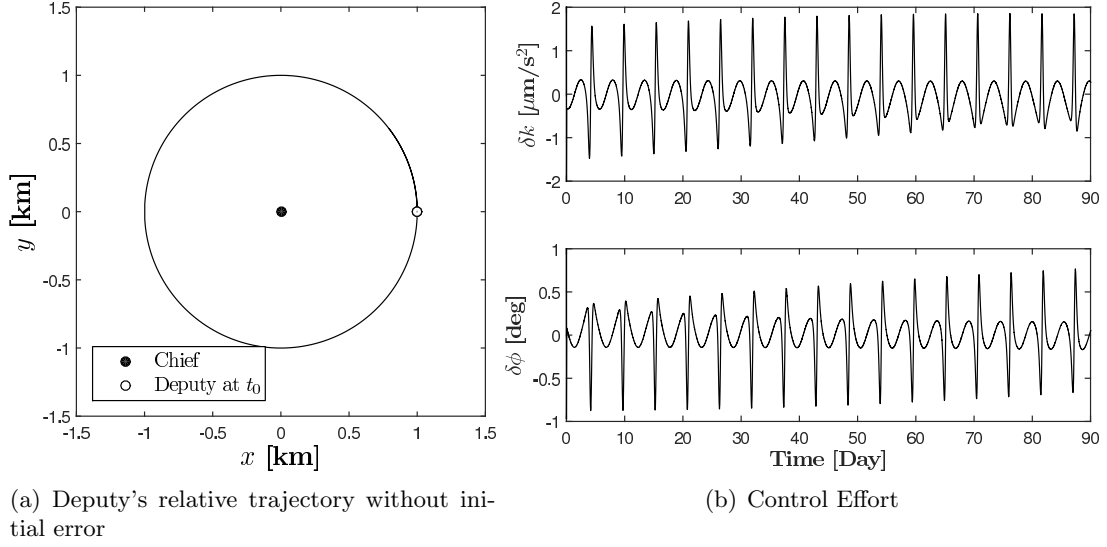 1.5
1
0.5
0
-0.5
-1
-1.5
y [km]
Chief
Deputy at t0
-1.5 -1 -0.5 0 0.5 1 1.5
x [km]
(a) Deputy's relative trajectory without ini-
tial error
2
1
0
-1
-2
δk [μm/s²]
0 10 20 30 40 50 60 70 80 90
1
0.5
0
-0.5
-1
δϕ [deg]
0 10 20 30 40 50 60 70 80 90
Time [Day]
(b) Control Effort